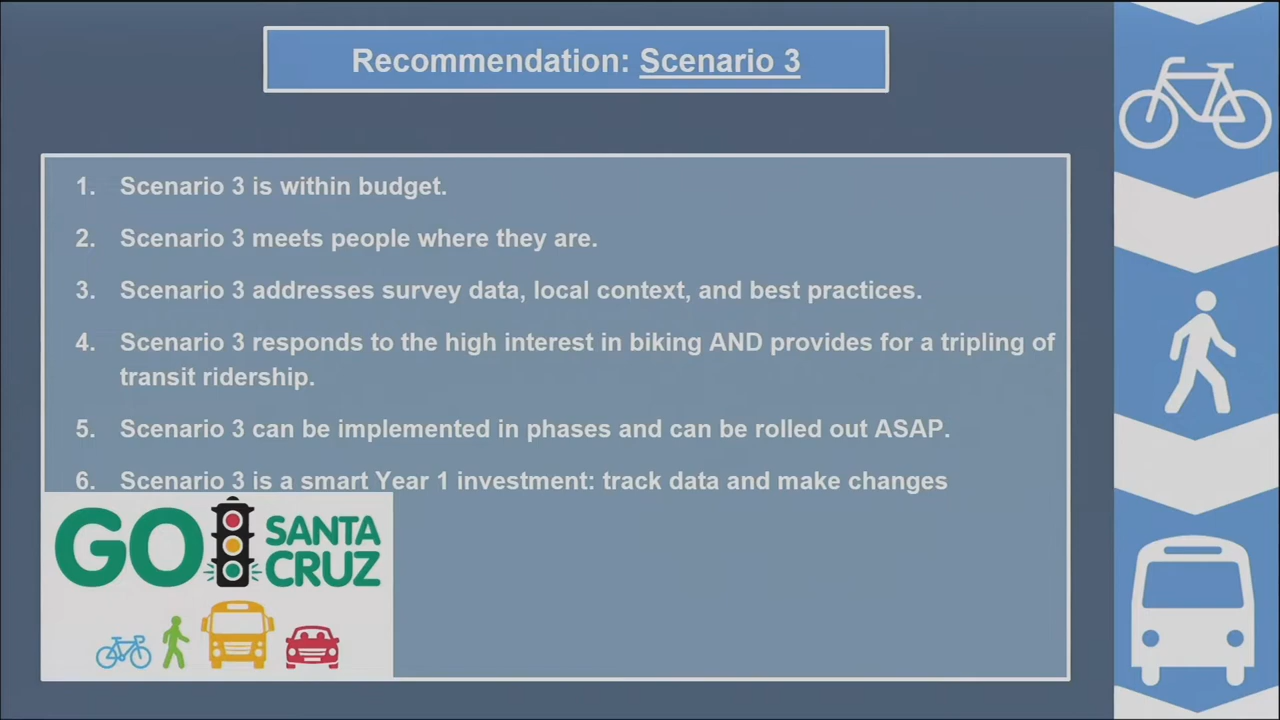 Recommendation: Scenario 3
1. Scenario 3 is within budget.
2. Scenario 3 meets people where they are.
3. Scenario 3 addresses survey data, local context, and best practices.
4. Scenario 3 responds to the high interest in biking AND provides for a tripling of
transit ridership.
5. Scenario 3 can be implemented in phases and can be rolled out ASAP.
6. Scenario 3 is a smart Year 1 investment: track data and make changes
GO SANTA
CRUZ